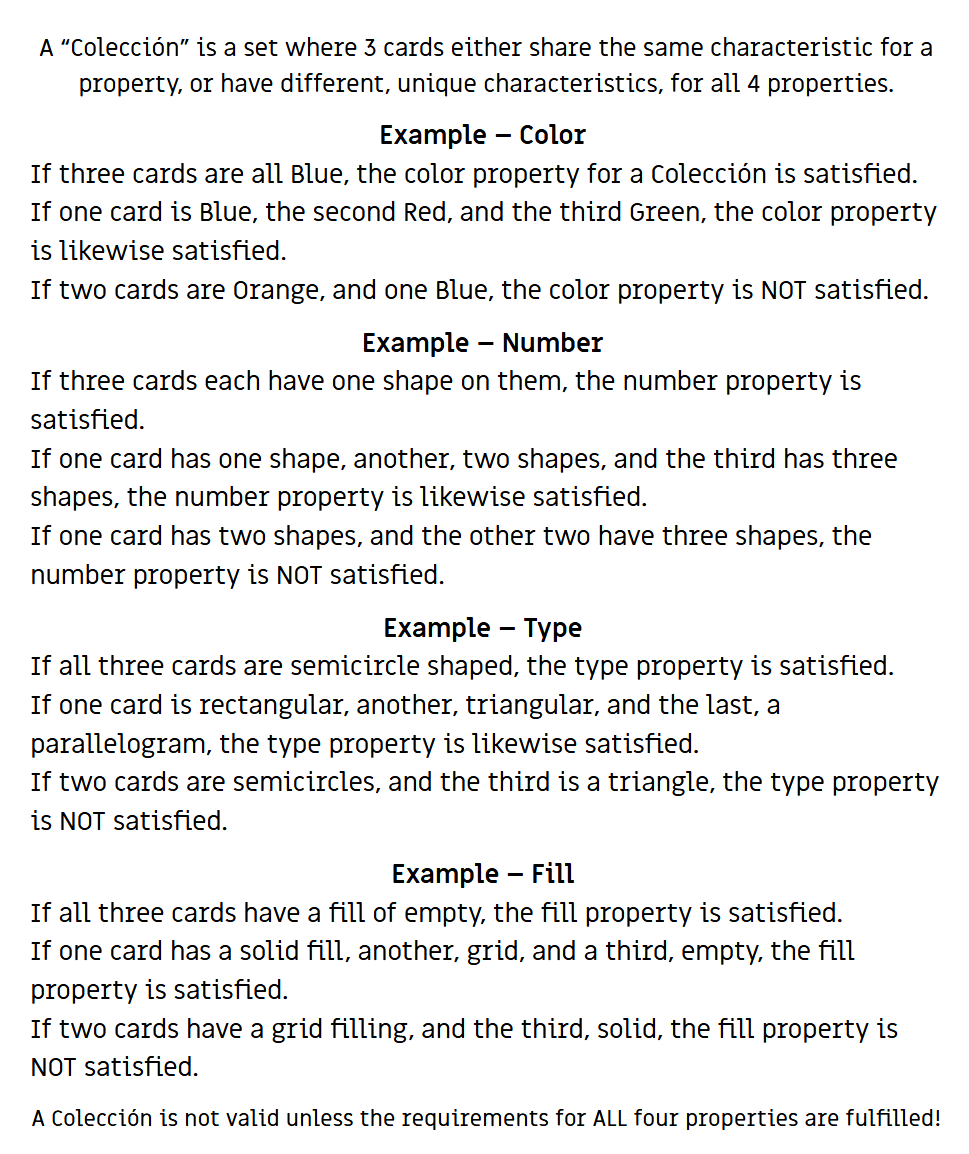 A “Colección” is a set where 3 cards either share the same characteristic for a
property, or have different, unique characteristics, for all 4 properties.
Example – Color
If three cards are all Blue, the color property for a Colección is satisfied.
If one card is Blue, the second Red, and the third Green, the color property
is likewise satisfied.
If two cards are Orange, and one Blue, the color property is NOT satisfied.
Example – Number
If three cards each have one shape on them, the number property is
satisfied.
If one card has one shape, another, two shapes, and the third has three
shapes, the number property is likewise satisfied.
If one card has two shapes, and the other two have three shapes, the
number property is NOT satisfied.
Example – Type
If all three cards are semicircle shaped, the type property is satisfied.
If one card is rectangular, another, triangular, and the last, a
parallelogram, the type property is likewise satisfied.
If two cards are semicircles, and the third is a triangle, the type property
is NOT satisfied.
Example – Fill
If all three cards have a fill of empty, the fill property is satisfied.
If one card has a solid fill, another, grid, and a third, empty, the fill
property is satisfied.
If two cards have a grid filling, and the third, solid, the fill property is
NOT satisfied.
A Colección is not valid unless the requirements for ALL four properties are fulfilled!